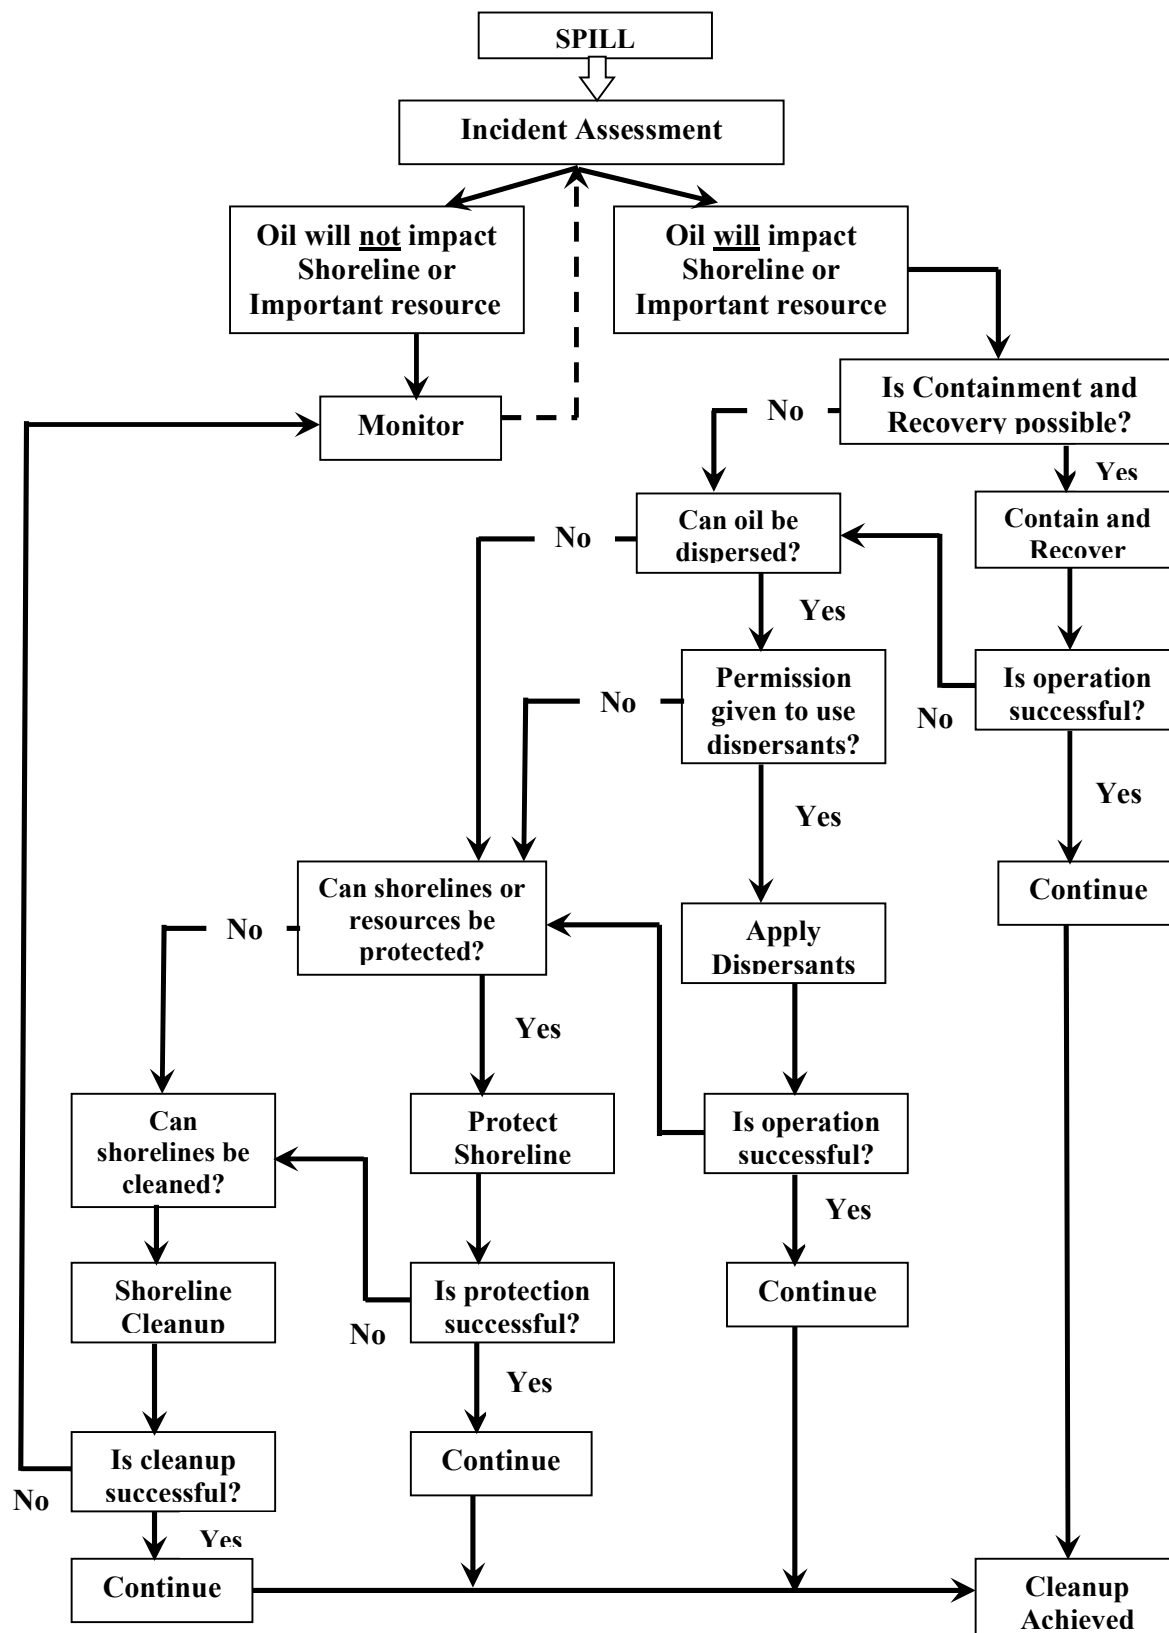 SPILL
Incident Assessment
Oil will not impact
Shoreline or
Important resource
Oil will impact
Shoreline or
Important resource
Is Containment and
Recovery possible?
No
Monitor
Yes
Contain and
Recover
Can oil be
dispersed?
No
Yes
Permission
given to use
dispersants?
No
Is operation
successful?
No
Yes
Yes
Continue
Can shorelines or
resources be
protected?
No
Apply
Dispersants
Yes
Can
shorelines be
cleaned?
Protect
Shoreline
Is operation
successful?
Yes
Shoreline
Cleanup
Is protection
successful?
No
Continue
Yes
Is cleanup
successful?
No
Continue
Yes
Continue
Cleanup
Achieved